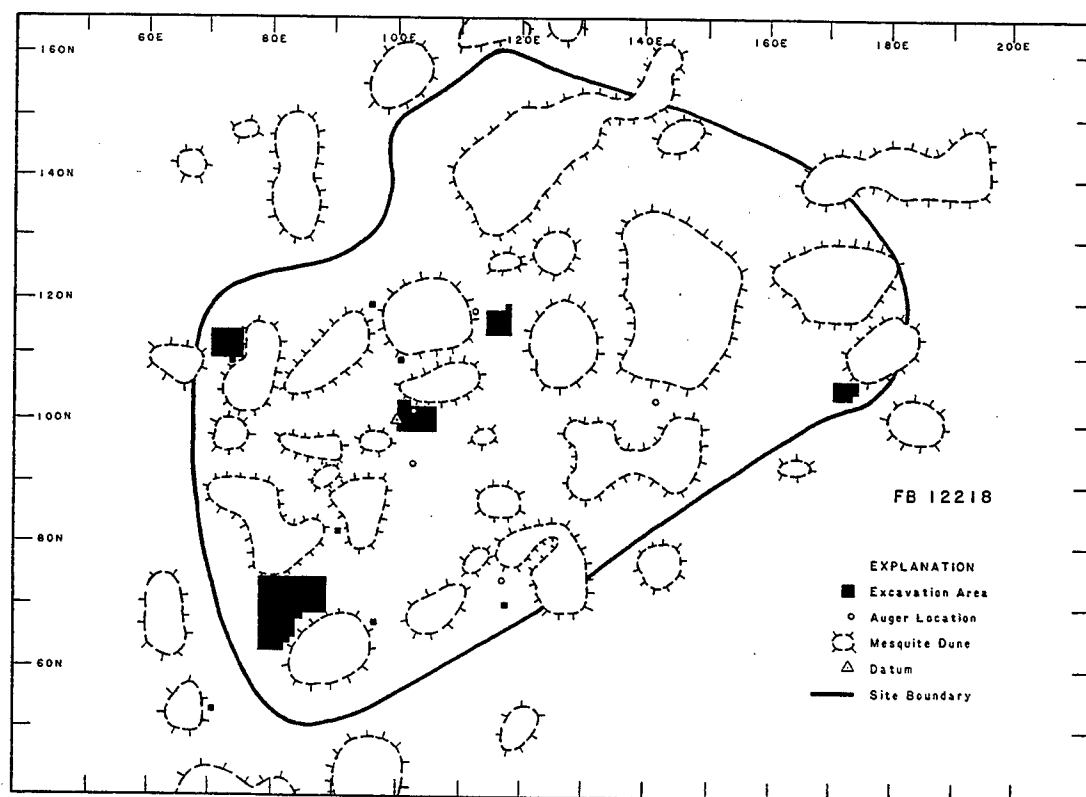 60E 80E 100E 120E 140E 160E 180E 200E
160N
140N
120N
100N
80N
60N
FB 12218
EXPLANATION
Excavation Area
Auger Location
Mesquite Dune
Datum
Site Boundary